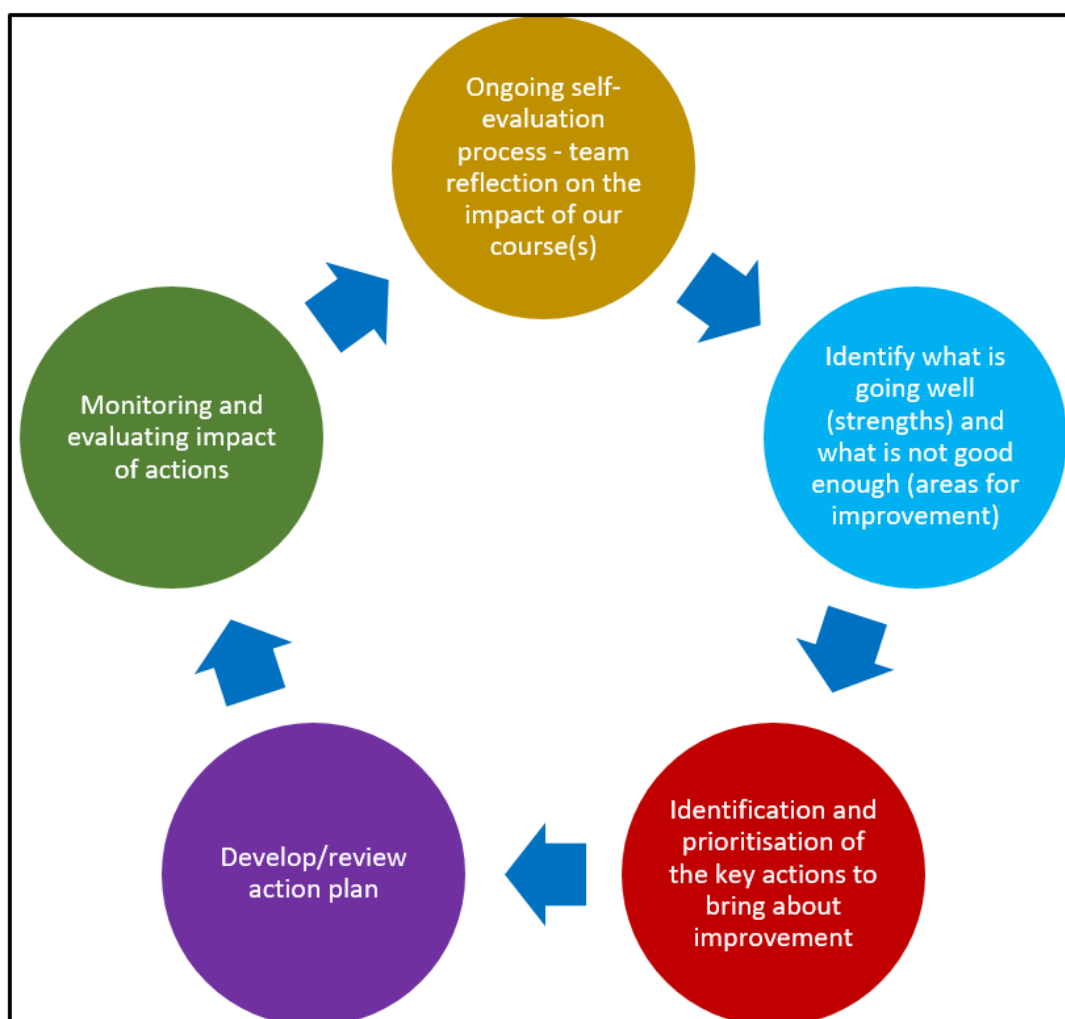 Ongoing self-
evaluation
process - team
reflection on the
impact of our
course(s)
Identify what is
going well
(strengths) and
what is not good
enough (areas for
improvement)
Identification and
prioritisation of
the key actions to
bring about
improvement
Develop/review
action plan
Monitoring and
evaluating impact
of actions